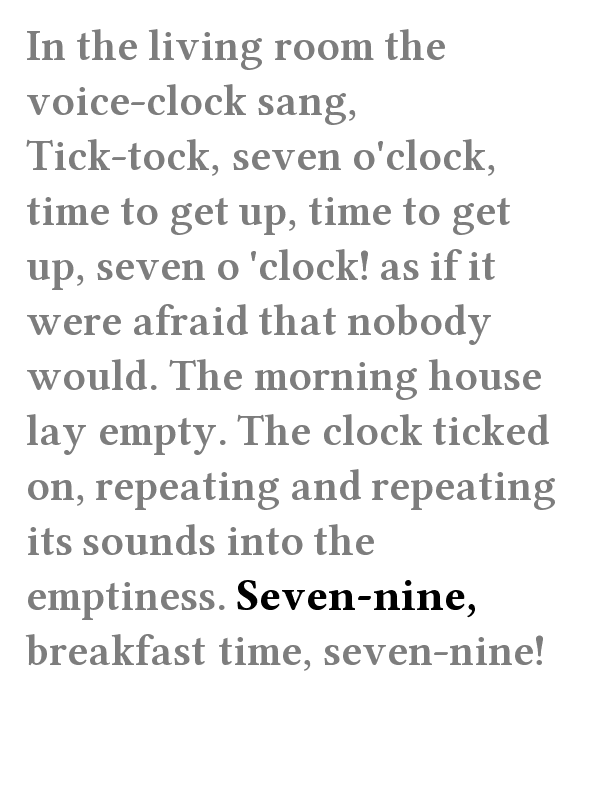 In the living room the
voice-clock sang,
Tick-tock, seven o'clock,
time to get up, time to get
up, seven o 'clock! as if it
were afraid that nobody
would. The morning house
lay empty. The clock ticked
on, repeating and repeating
its sounds into the
emptiness. Seven-nine,
breakfast time, seven-nine!